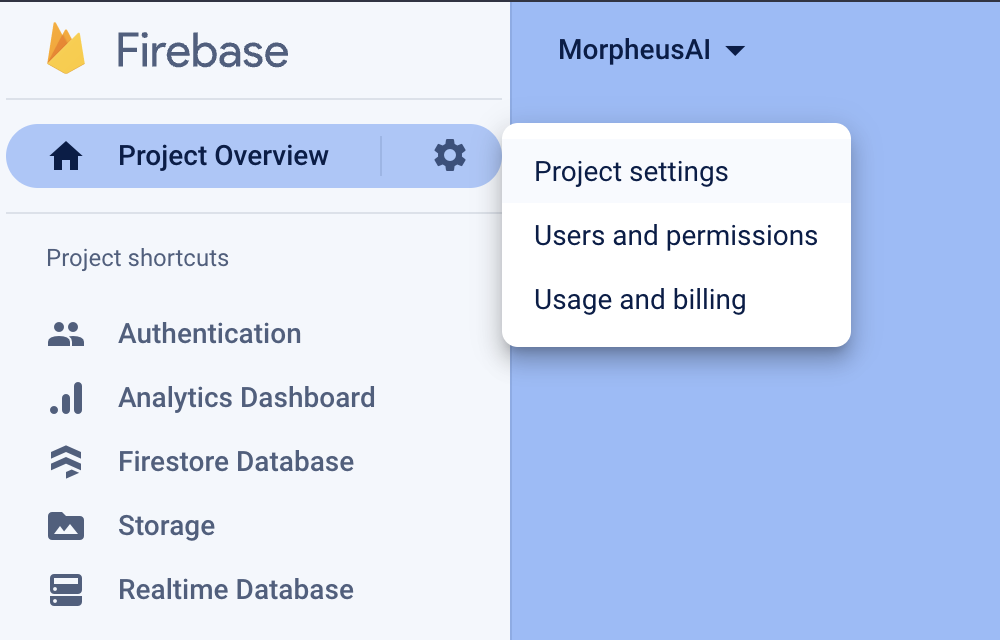 Firebase
MorpheusAI
Project Overview
Project settings
Users and permissions
Usage and billing
Project shortcuts
Authentication
Analytics Dashboard
Firestore Database
Storage
Realtime Database